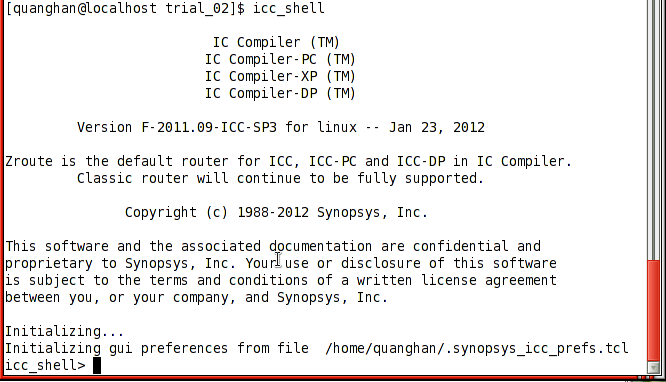 [quanghan@localhost trial_02]$ icc_shell
IC Compiler (TM)
IC Compiler-PC (TM)
IC Compiler-XP (TM)
IC Compiler-DP (TM)
Version F-2011.09-ICC-SP3 for linux -- Jan 23, 2012
Zroute is the default router for ICC, ICC-PC and ICC-DP in IC Compiler.
Classic router will continue to be fully supported.
Copyright (c) 1988-2012 Synopsys, Inc.
This software and the associated documentation are confidential and
proprietary to Synopsys, Inc. Your use or disclosure of this software
is subject to the terms and conditions of a written license agreement
between you, or your company, and Synopsys, Inc.
Initializing...
Initializing gui preferences from file  /home/quanghan/.synopsys_icc_prefs.tcl
icc_shell>